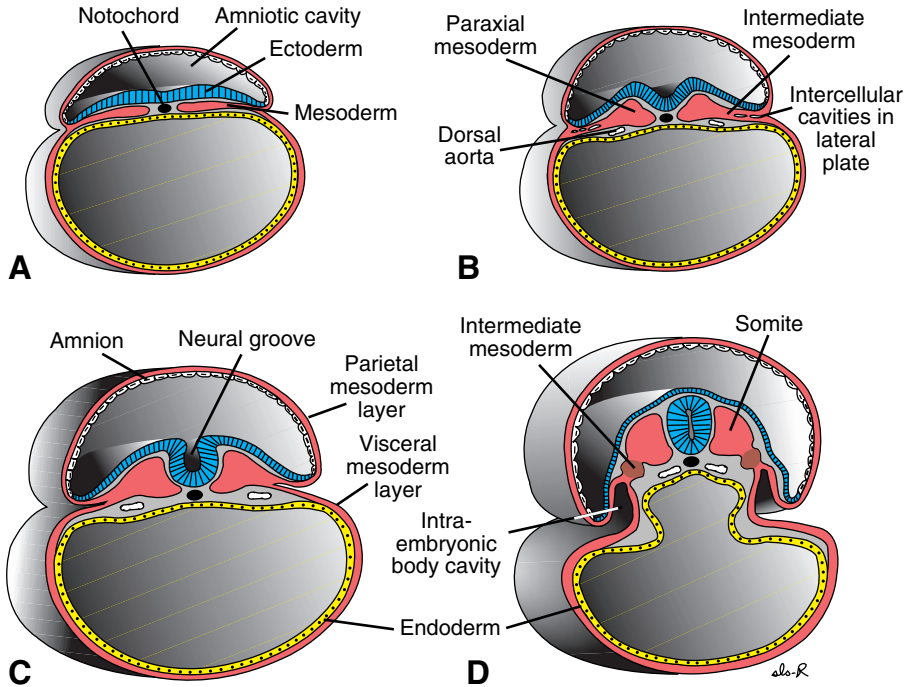 Notochord
Amniotic cavity
Ectoderm
Mesoderm
A
Paraxial
mesoderm
Intermediate
mesoderm
Intercellular
cavities in
lateral
plate
Dorsal
aorta
B
Amnion
Neural groove
Parietal
mesoderm
layer
Visceral
mesoderm
layer
C
Intermediate
mesoderm
Somite
Intra-
embryonic
body cavity
Endoderm
D
sls-R